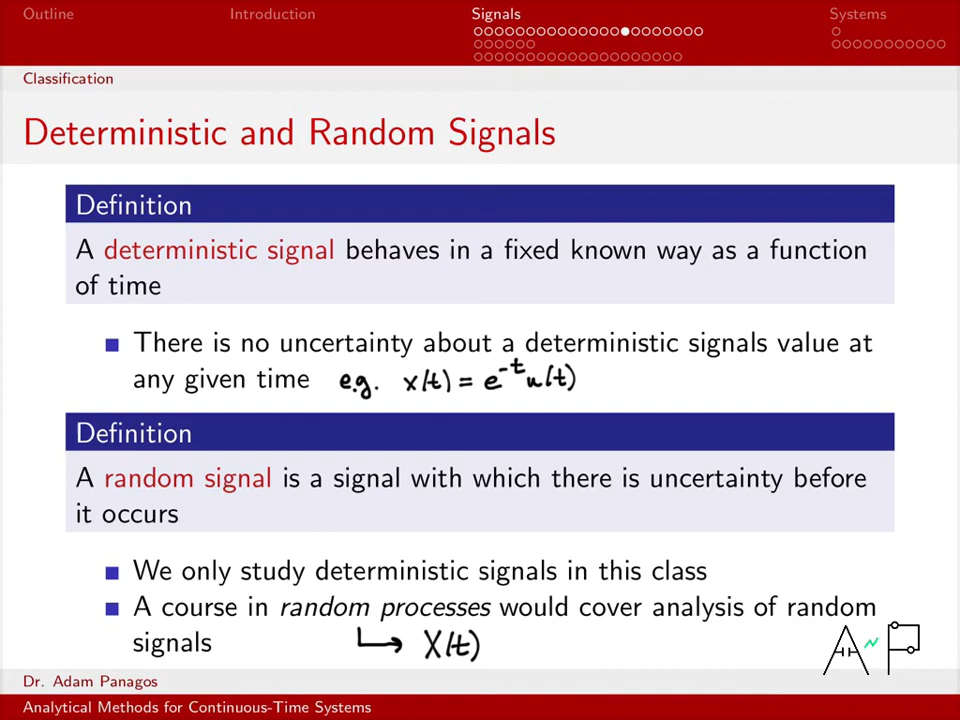 Outline Introduction Signals Systems
Classification
Deterministic and Random Signals
Definition
A deterministic signal behaves in a fixed known way as a function
of time
There is no uncertainty about a deterministic signals value at
any given time e.g. x(t) = e^-t u(t)
Definition
A random signal is a signal with which there is uncertainty before
it occurs
We only study deterministic signals in this class
A course in random processes would cover analysis of random
signals ↳ X(t)
AP
Dr. Adam Panagos
Analytical Methods for Continuous-Time Systems